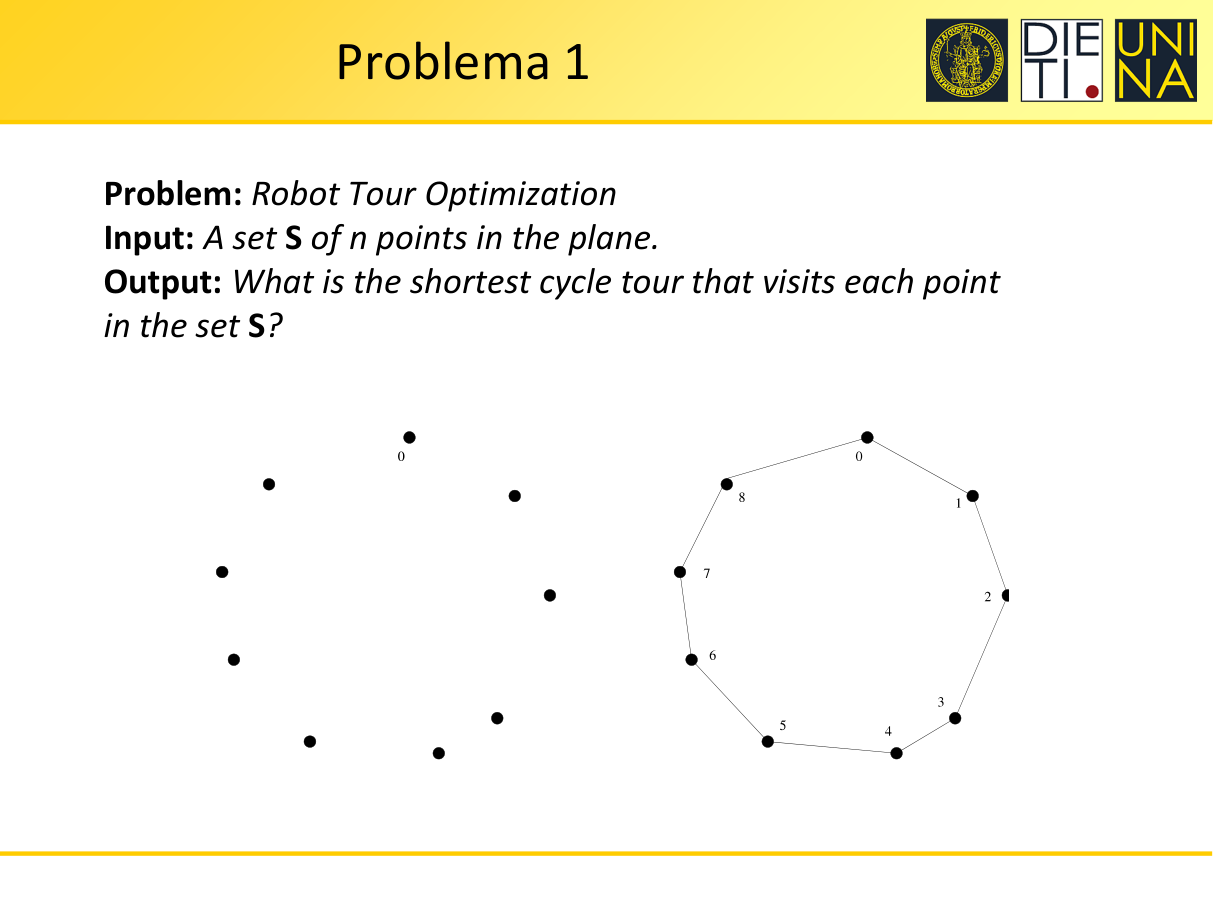 Problema 1
DIE
TI.
UNI
NA
Problem: Robot Tour Optimization
Input: A set S of n points in the plane.
Output: What is the shortest cycle tour that visits each point
in the set S?
0
0
8
1
7
2
6
3
5
4